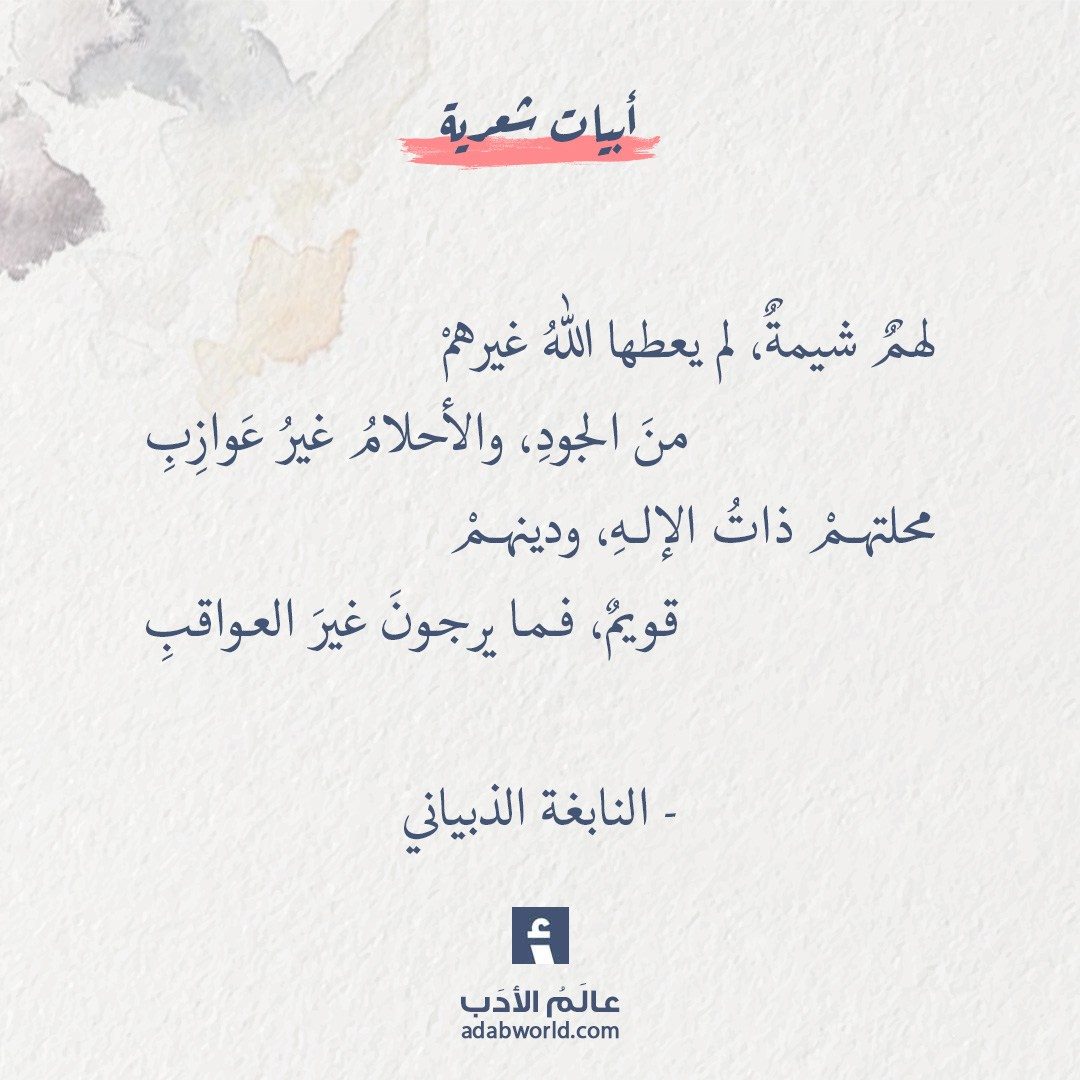 أبيات شعرية
لهمٌ شيمةٌ، لم يعطها اللهُ غيرهمْ
منَ الجودِ، والأحلامُ غيرُ عَوازِبِ
محلتهمْ ذاتُ الإلهِ، ودينهمْ
قويمٌ، فما يرجونَ غيرَ العواقبِ
- النابغة الذبياني
أ
عالَمُ الأدَب
adabworld.com